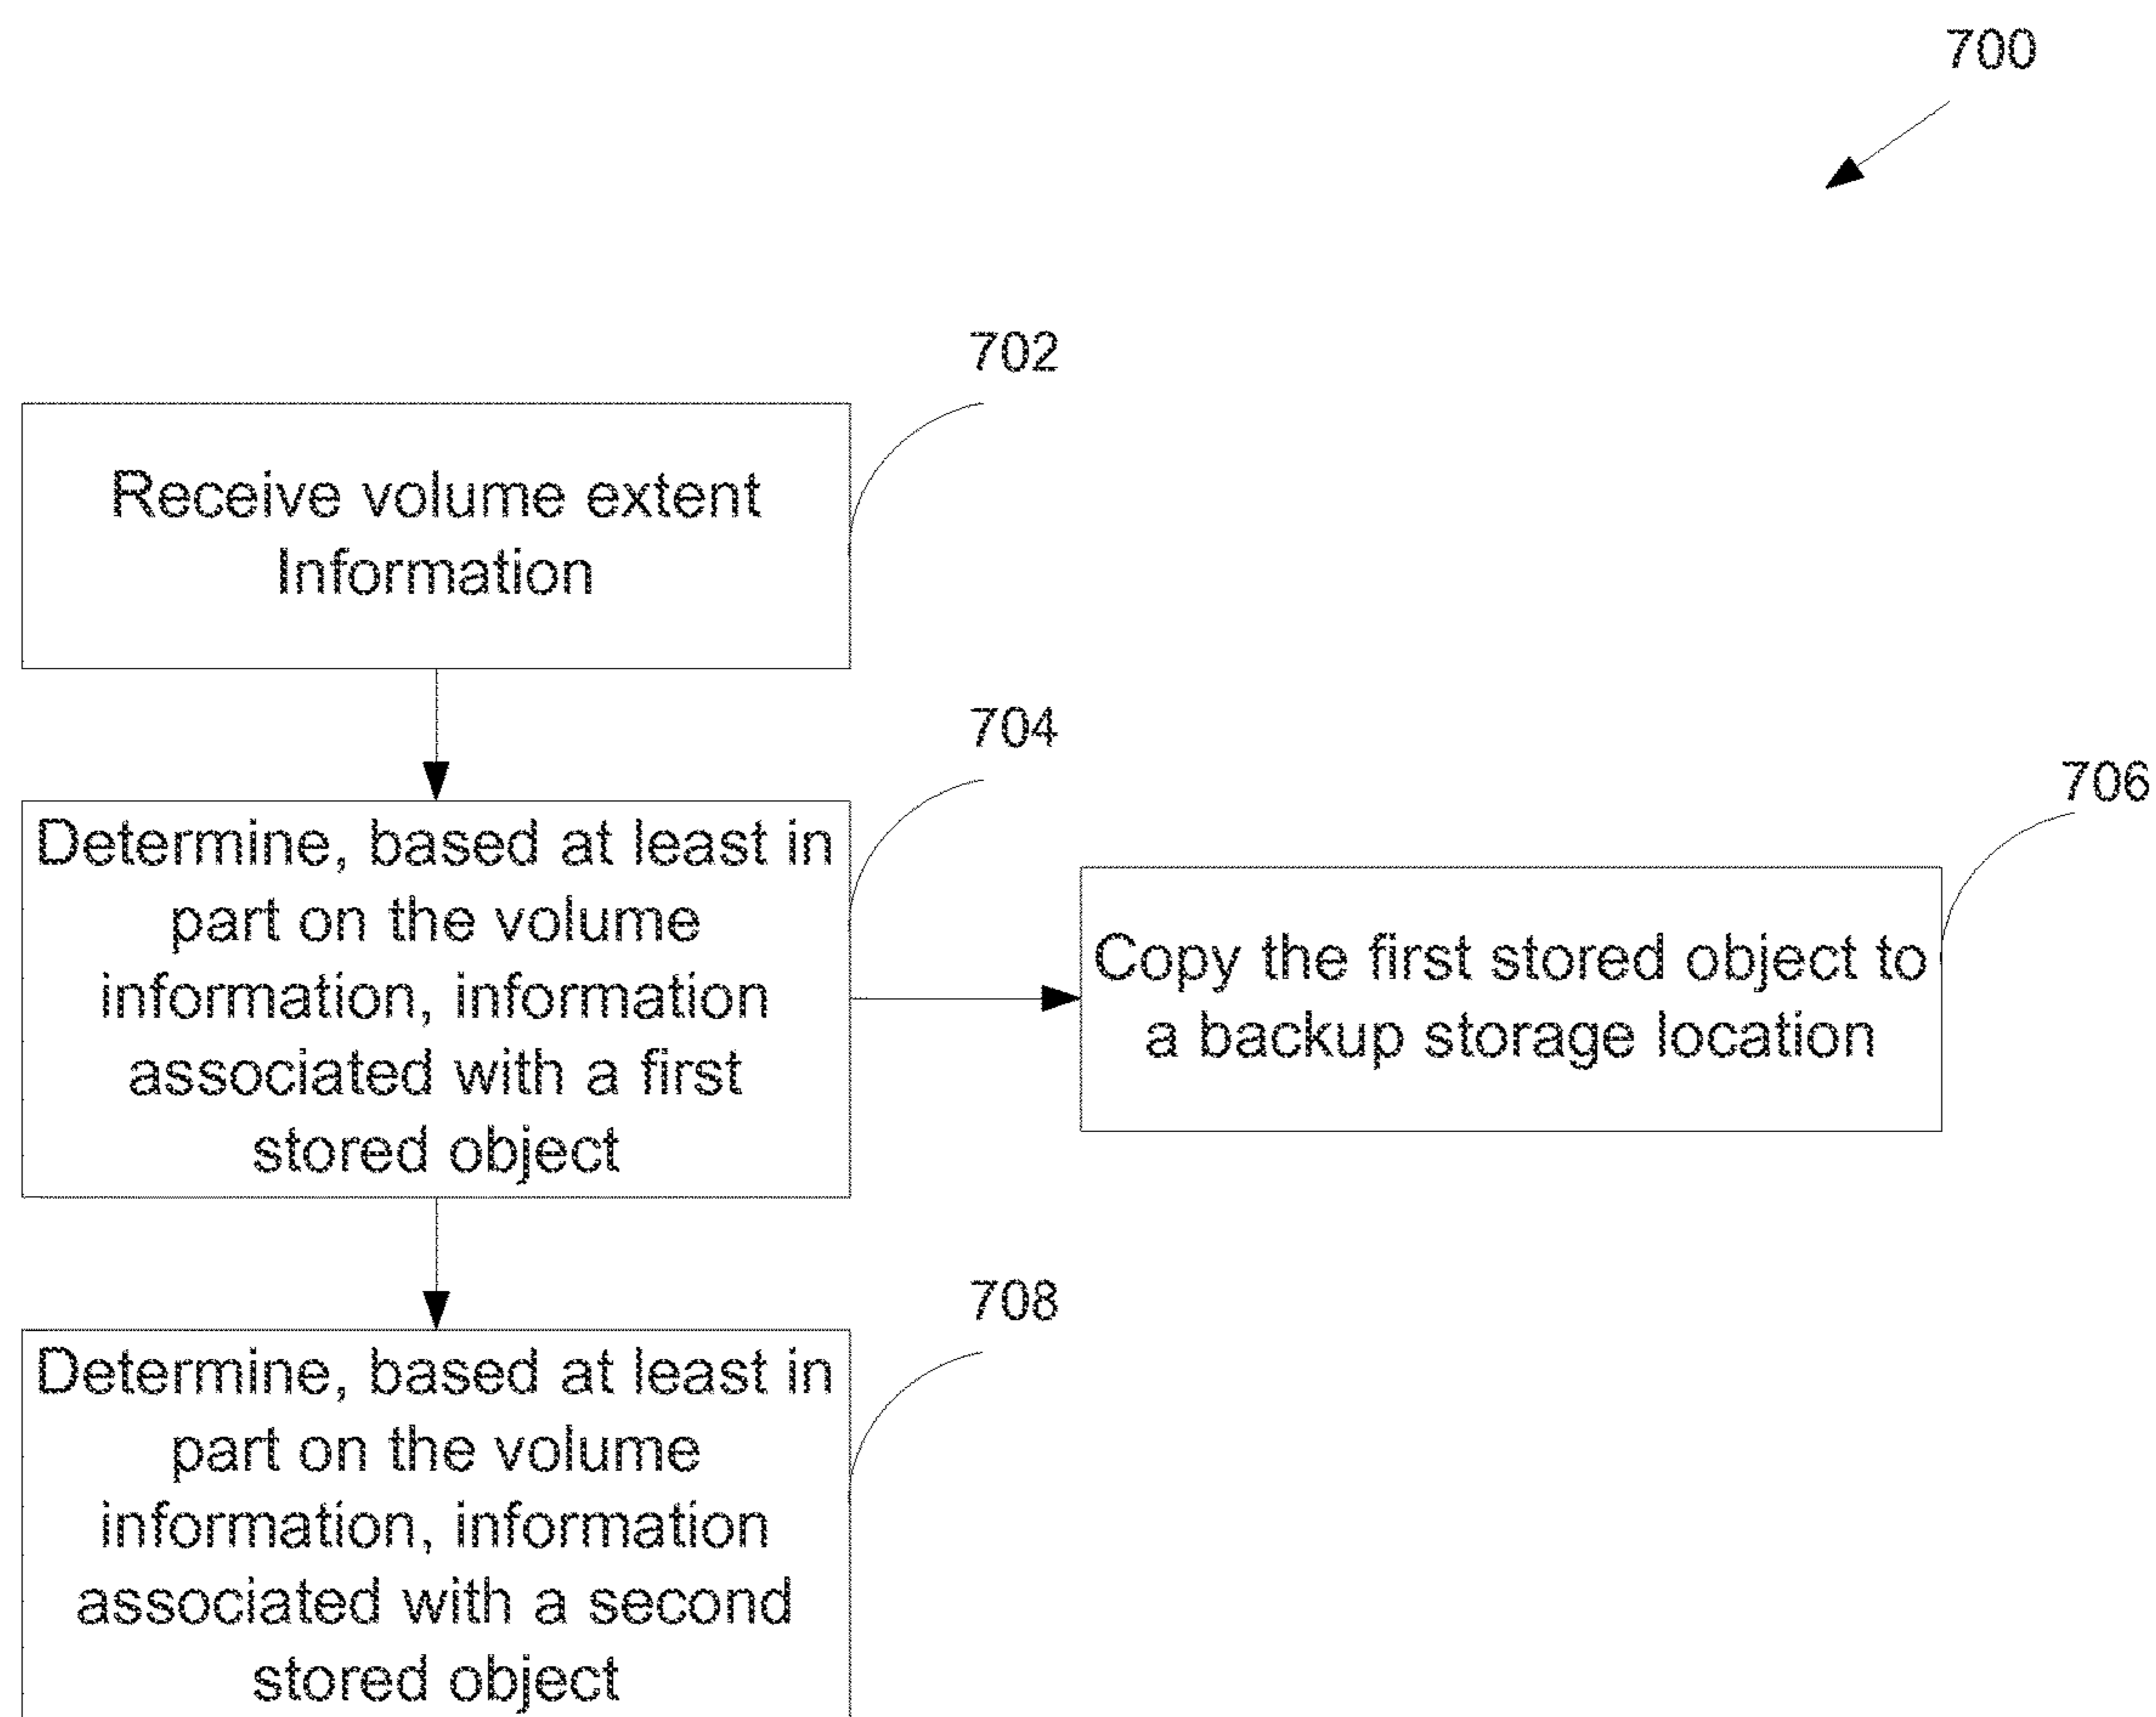 700
702
Receive volume extent
Information
704
Determine, based at least in
part on the volume
information, information
associated with a first
stored object
706
Copy the first stored object to
a backup storage location
708
Determine, based at least in
part on the volume
information, information
associated with a second
stored object